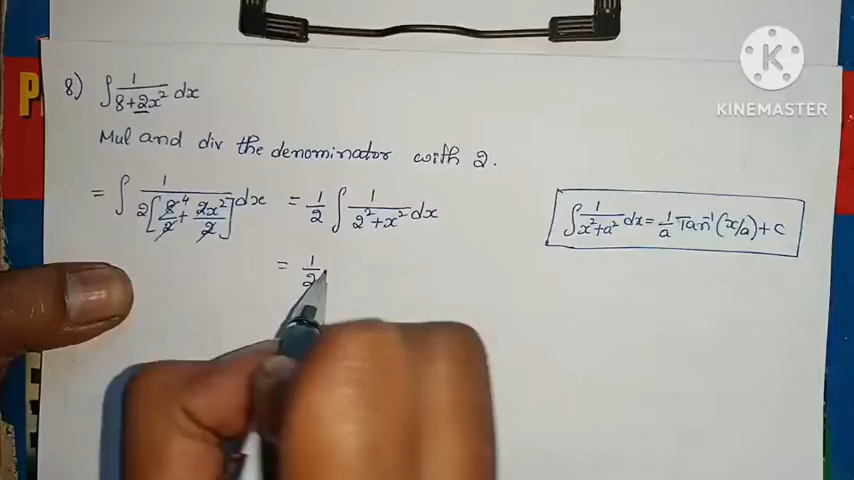 KINEMASTER
P
8) ∫ 1/(8+2x²) dx
Mul and div the denominator with 2.
= ∫ 1/(2[8⁴/2 + 2x²/2]) dx = 1/2 ∫ 1/(2²+x²) dx
∫ 1/(x²+a²) dx = 1/a Tan⁻¹(x/a)+c
= 1/2